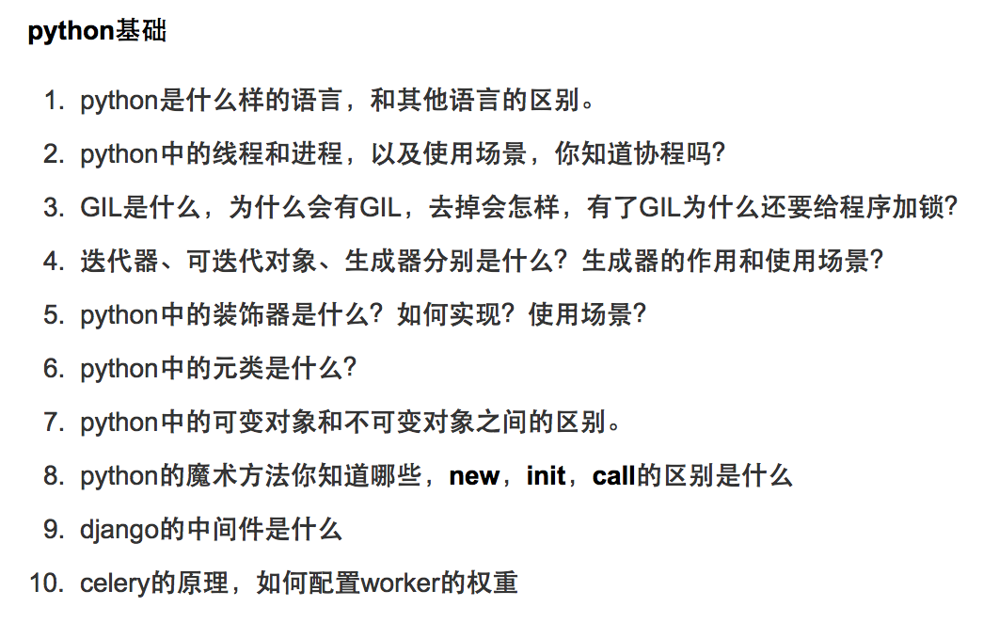 python基础
1. python是什么样的语言，和其他语言的区别。
2. python中的线程和进程，以及使用场景，你知道协程吗？
3. GIL是什么，为什么会有GIL，去掉会怎样，有了GIL为什么还要给程序加锁？
4. 迭代器、可迭代对象、生成器分别是什么？生成器的作用和使用场景？
5. python中的装饰器是什么？如何实现？使用场景？
6. python中的元类是什么？
7. python中的可变对象和不可变对象之间的区别。
8. python的魔术方法你知道哪些，new，init，call的区别是什么
9. django的中间件是什么
10. celery的原理，如何配置worker的权重